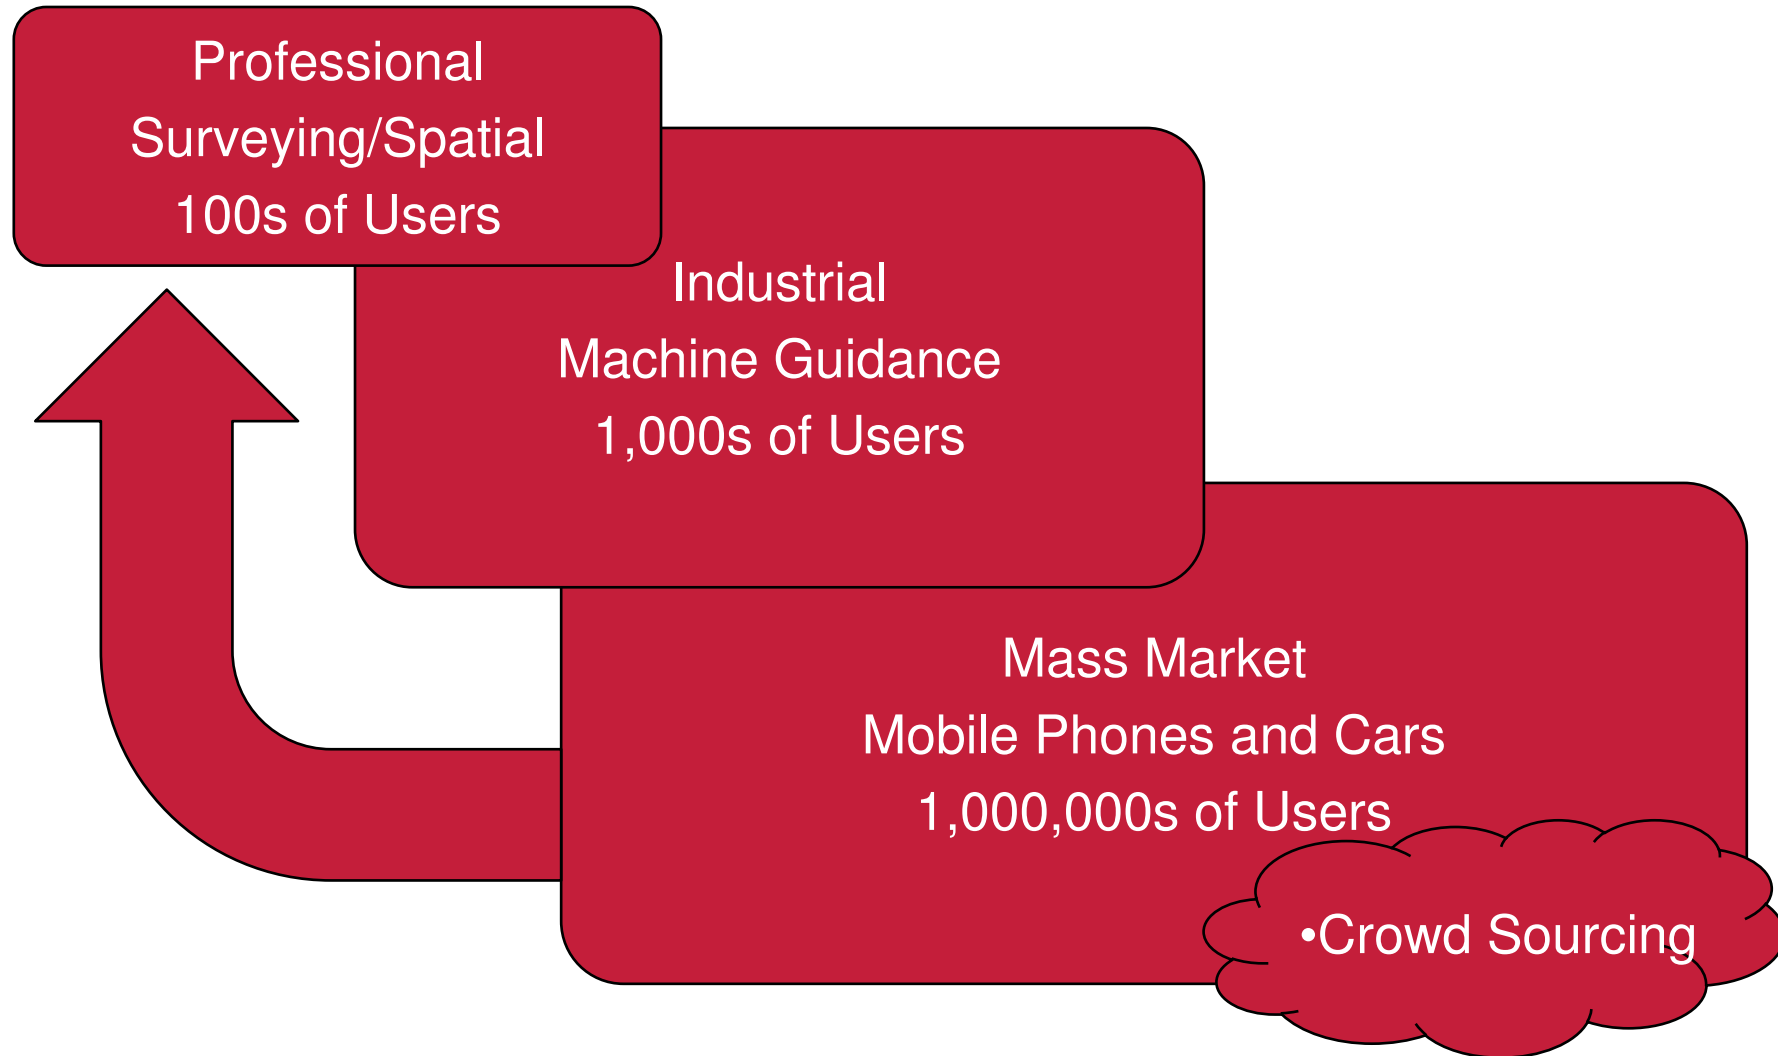 Professional
Surveying/Spatial
100s of Users
Industrial
Machine Guidance
1,000s of Users
Mass Market
Mobile Phones and Cars
1,000,000s of Users
•Crowd Sourcing